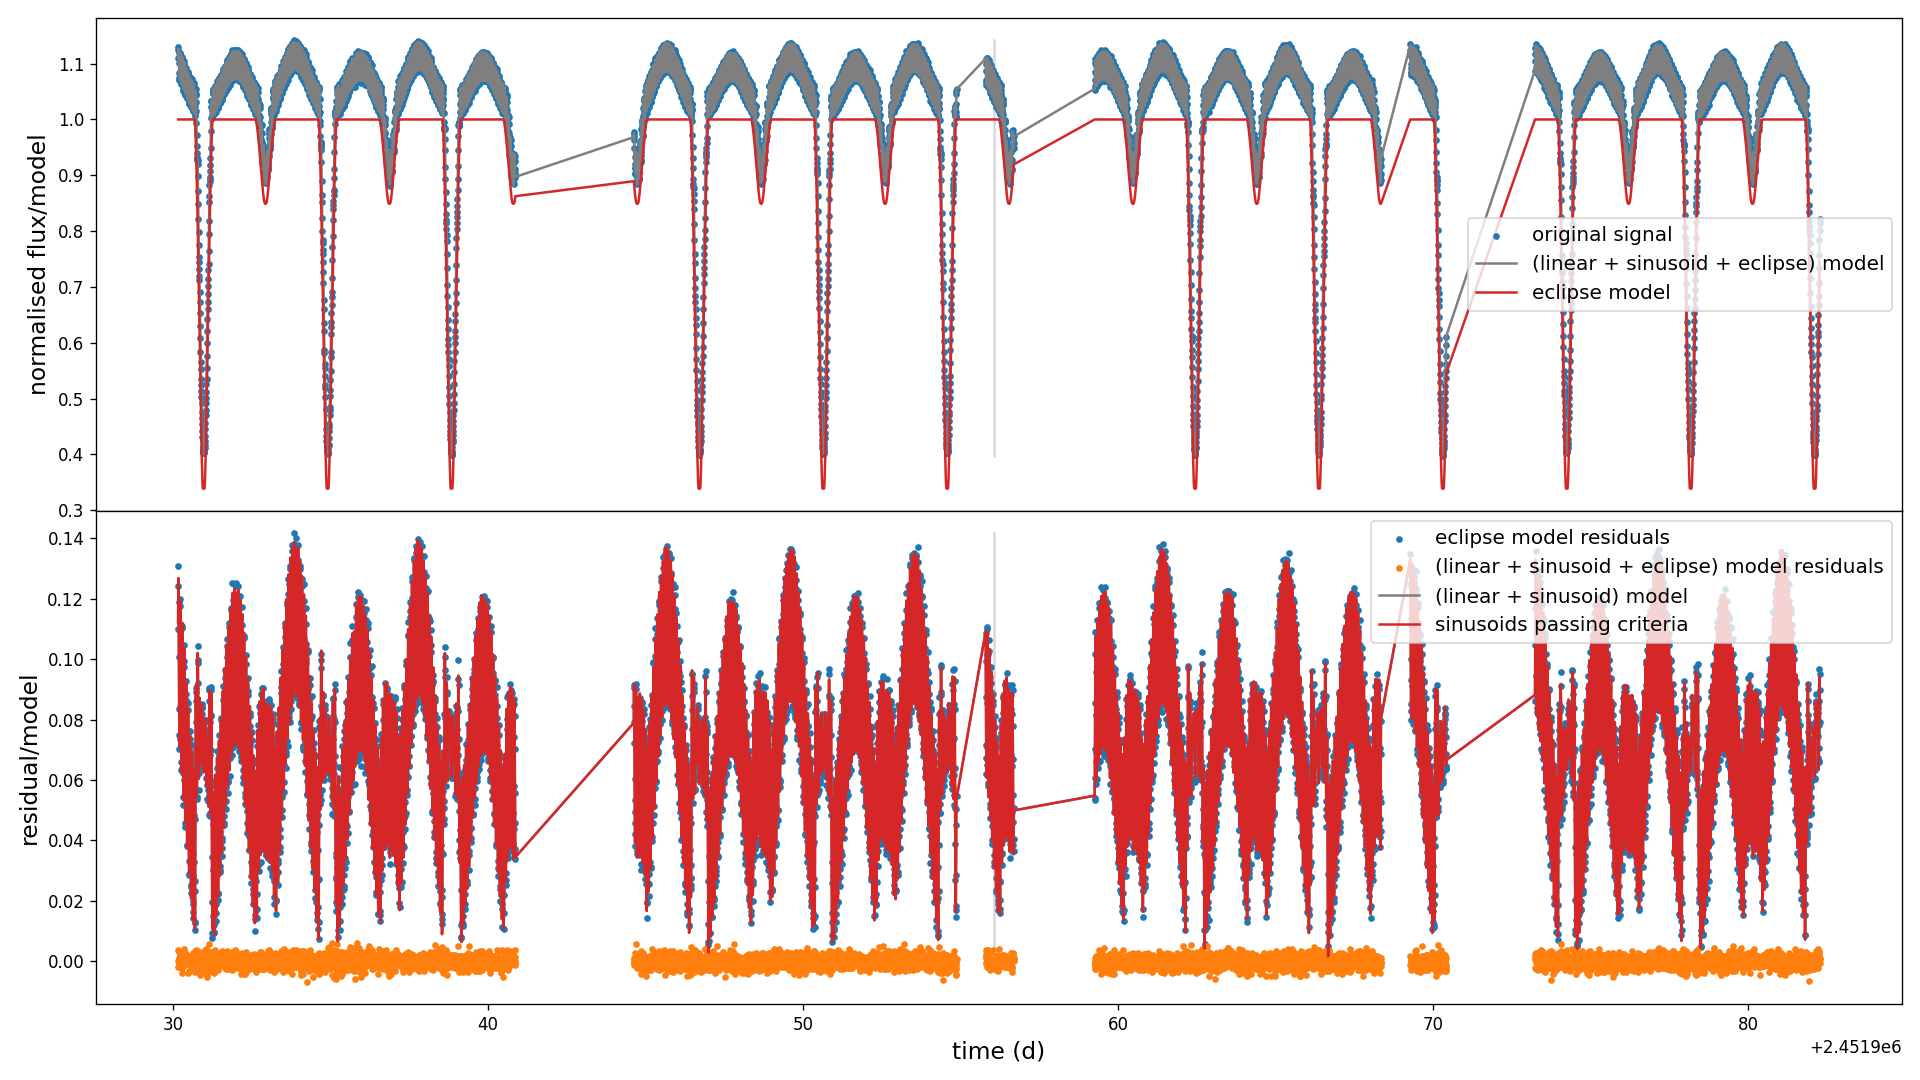 normalised flux/model
1.1
1.0
0.9
0.8
0.7
0.6
0.5
0.4
0.3
original signal
(linear + sinusoid + eclipse) model
eclipse model
residual/model
0.14
0.12
0.10
0.08
0.06
0.04
0.02
0.00
eclipse model residuals
(linear + sinusoid + eclipse) model residuals
(linear + sinusoid) model
sinusoids passing criteria
30
40
50
60
70
80
time (d)
+2.4519e6